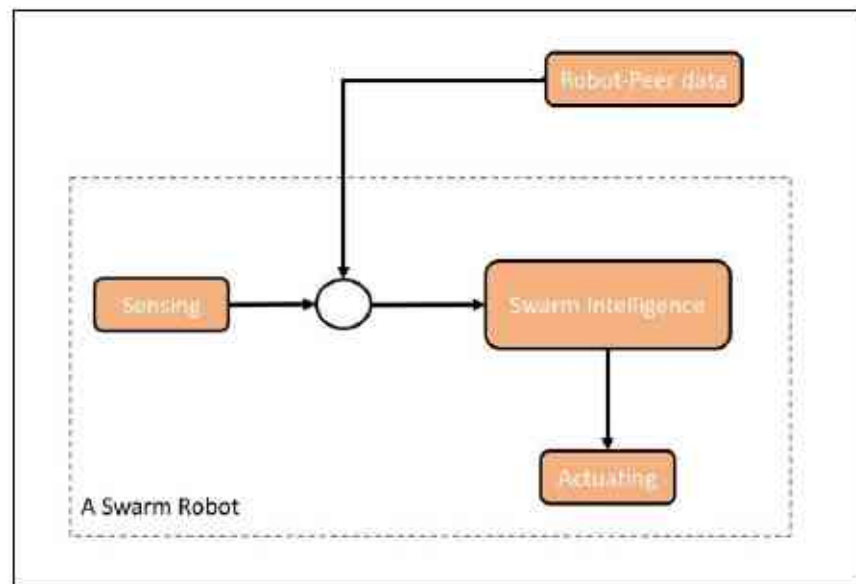 Robot-Peer data
Sensing
Swarm Intelligence
Actuating
A Swarm Robot